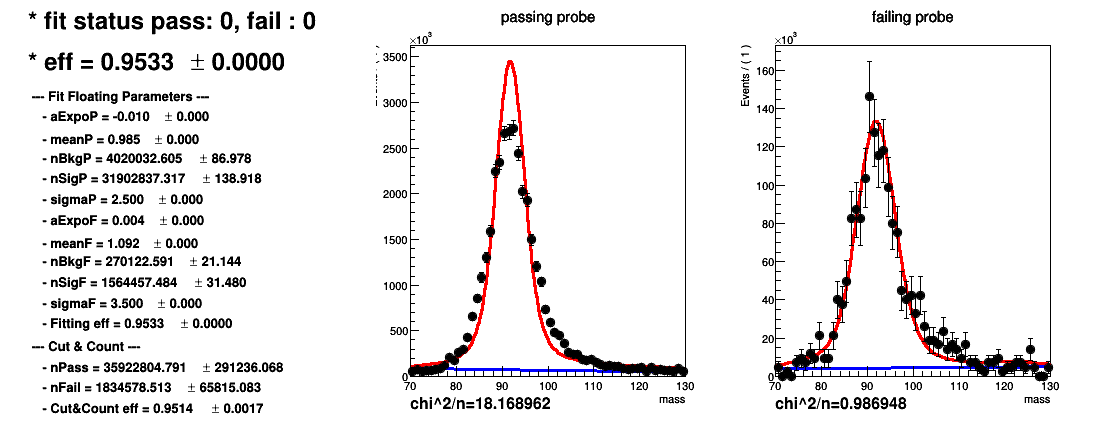 * fit status pass: 0, fail : 0
* eff = 0.9533 ± 0.0000
--- Fit Floating Parameters ---
- aExpoP = -0.010 ± 0.000
- meanP = 0.985 ± 0.000
- nBkgP = 4020032.605 ± 86.978
- nSigP = 31902837.317 ± 138.918
- sigmaP = 2.500 ± 0.000
- aExpoF = 0.004 ± 0.000
- meanF = 1.092 ± 0.000
- nBkgF = 270122.591 ± 21.144
- nSigF = 1564457.484 ± 31.480
- sigmaF = 3.500 ± 0.000
- Fitting eff = 0.9533 ± 0.0000
--- Cut & Count ---
- nPass = 35922804.791 ± 291236.068
- nFail = 1834578.513 ± 65815.083
- Cut&Count eff = 0.9514 ± 0.0017
passing probe
×10³
3500
3000
2500
2000
1500
1000
500
0
70 80 90 100 110 120 130
mass
chi^2/n=18.168962
failing probe
×10³
Events / ( 1 )
160
140
120
100
80
60
40
20
0
70 80 90 100 110 120 130
mass
chi^2/n=0.986948